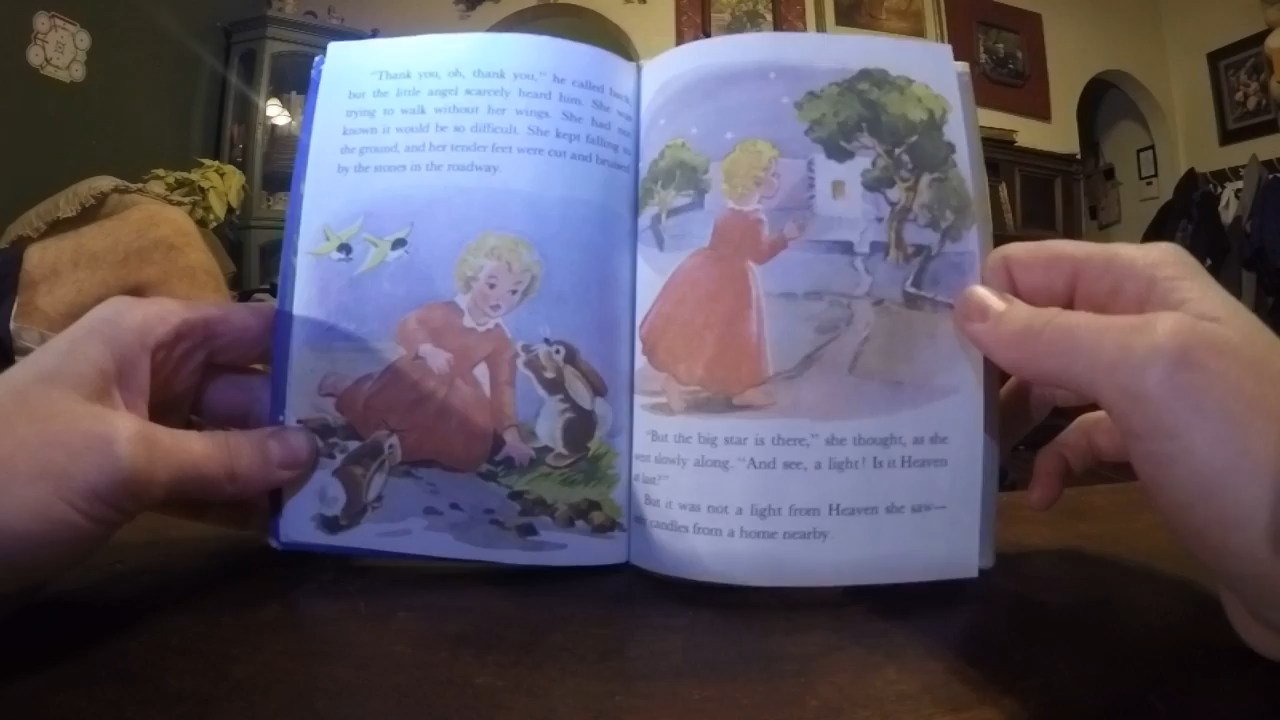 "Thank you, oh, thank you," he called back,
but the little angel scarcely heard him. She was
trying to walk without her wings. She had not
known it would be so difficult. She kept falling to
the ground, and her tender feet were cut and bruised
by the stones in the roadway.
"But the big star is there," she thought, as she
went slowly along. "And see, a light! Is it Heaven
at last?"
But it was not a light from Heaven she saw—
candles from a home nearby.